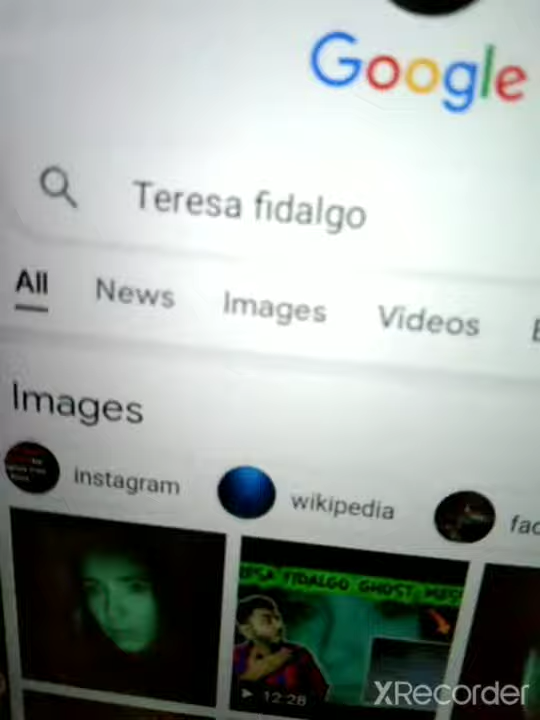 Google
Teresa fidalgo
All News Images Videos
Images
instagram wikipedia
FIDALGO GHOST
12:28
XRecorder